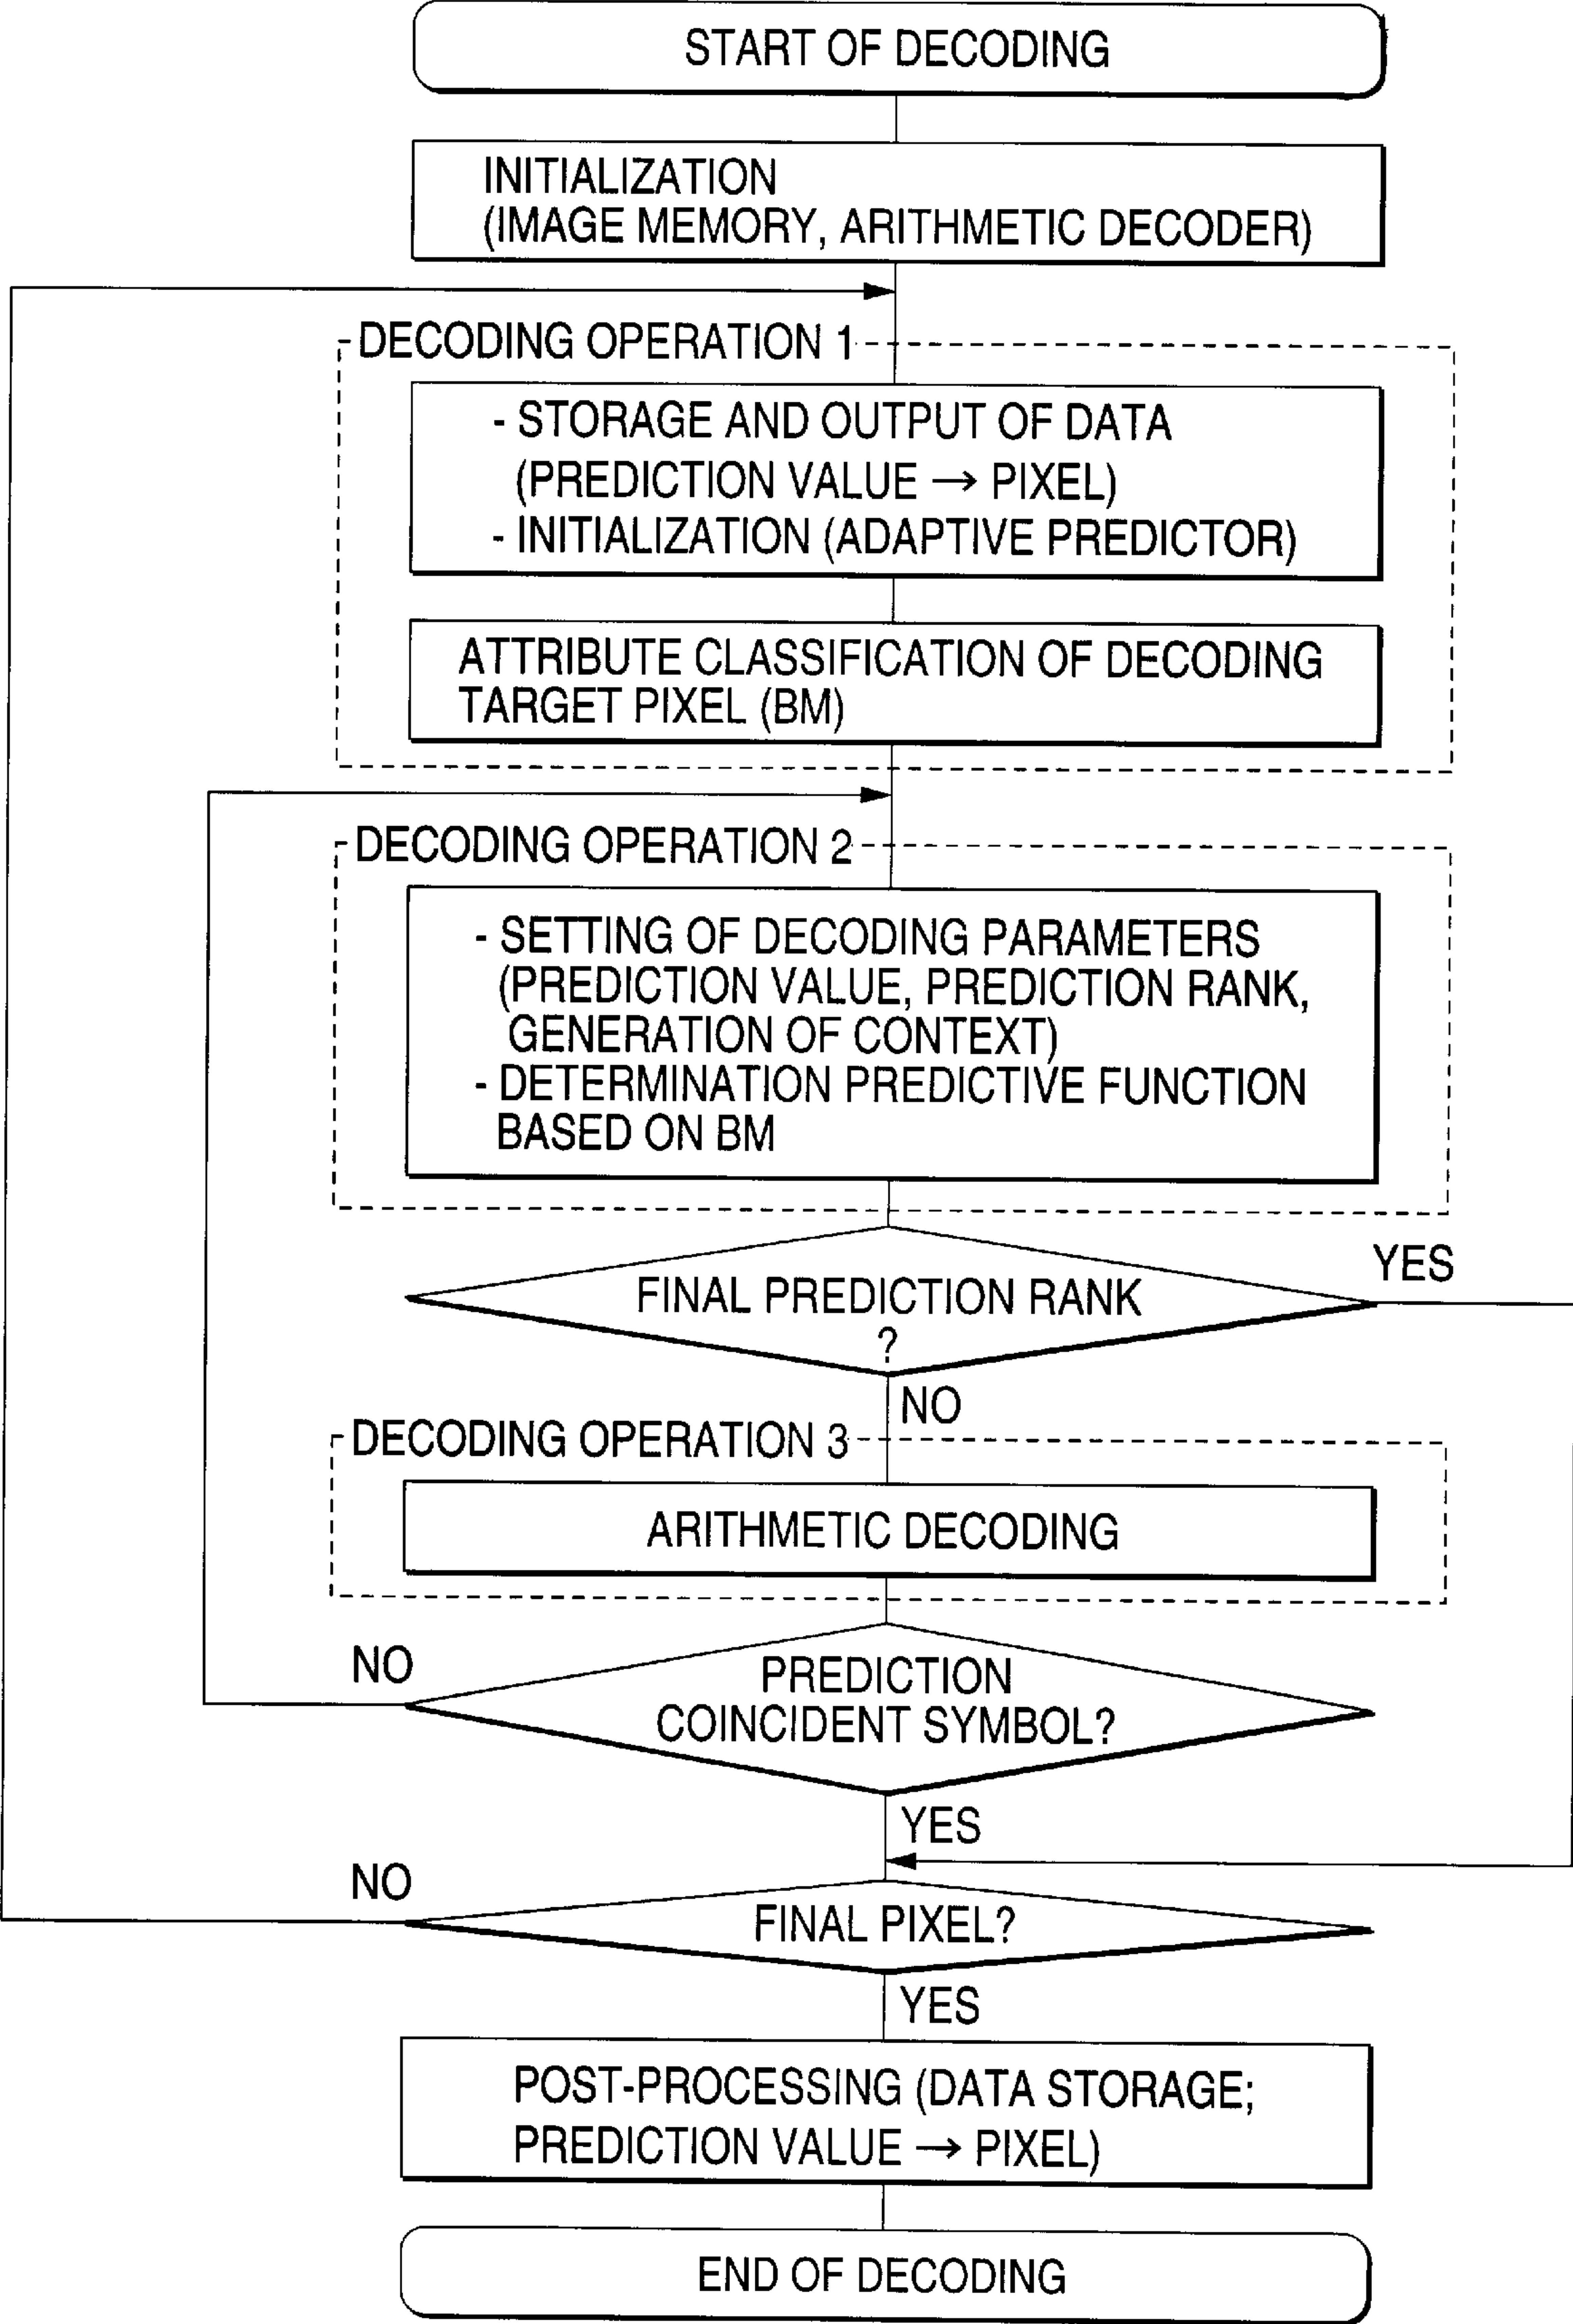 START OF DECODING
INITIALIZATION
(IMAGE MEMORY, ARITHMETIC DECODER)
DECODING OPERATION 1
- STORAGE AND OUTPUT OF DATA
(PREDICTION VALUE → PIXEL)
- INITIALIZATION (ADAPTIVE PREDICTOR)
ATTRIBUTE CLASSIFICATION OF DECODING
TARGET PIXEL (BM)
DECODING OPERATION 2
- SETTING OF DECODING PARAMETERS
(PREDICTION VALUE, PREDICTION RANK,
GENERATION OF CONTEXT)
- DETERMINATION PREDICTIVE FUNCTION
BASED ON BM
YES
FINAL PREDICTION RANK
?
NO
DECODING OPERATION 3
ARITHMETIC DECODING
NO
PREDICTION
COINCIDENT SYMBOL?
YES
NO
FINAL PIXEL?
YES
POST-PROCESSING (DATA STORAGE;
PREDICTION VALUE → PIXEL)
END OF DECODING